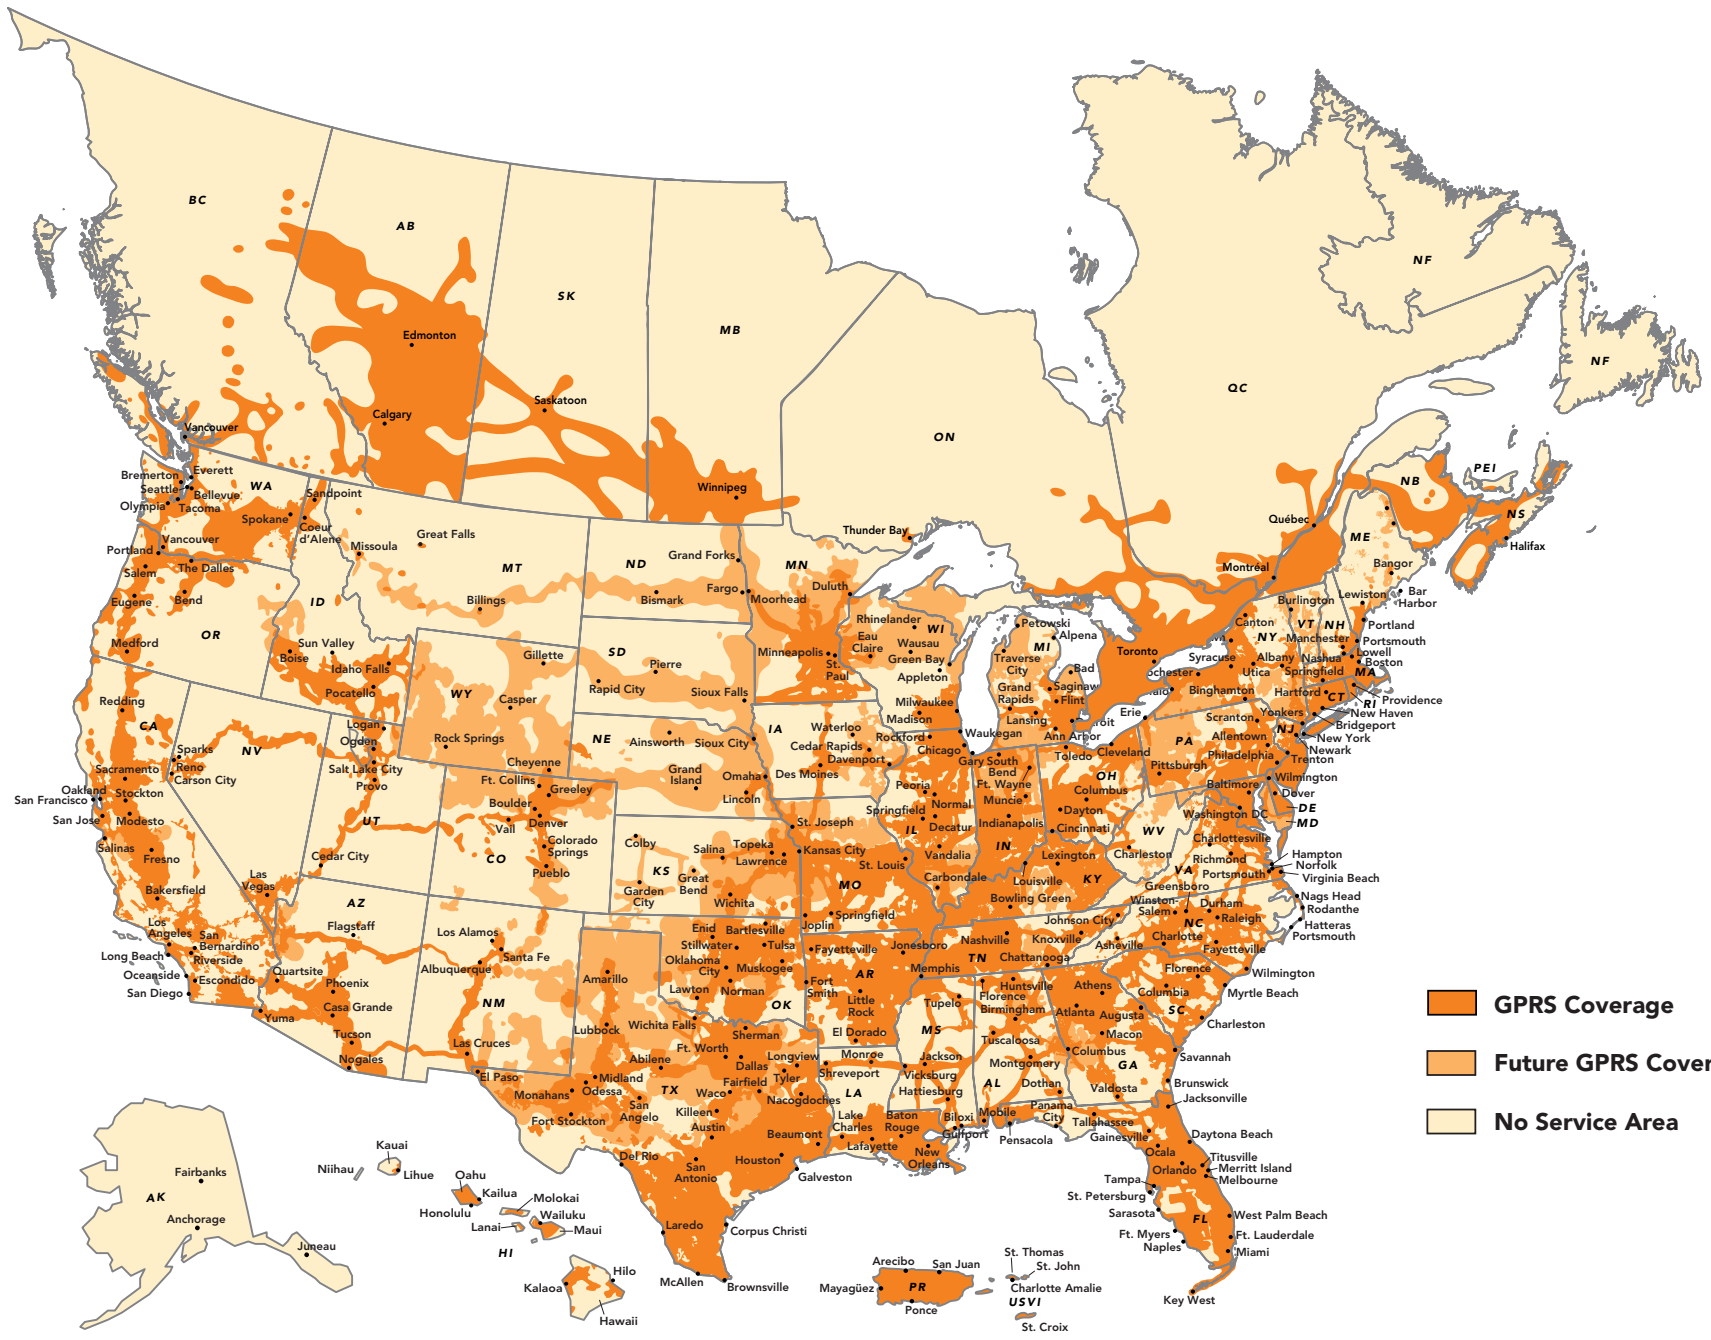 BC
AB
SK
MB
ON
QC
NF
NF
PEI
NB
NS
Edmonton
Calgary
Saskatoon
Winnipeg
Vancouver
Thunder Bay
Québec
Montréal
Toronto
Halifax
Bremerton
Everett
Seattle
Bellevue
Olympia
Tacoma
WA
Spokane
Sandpoint
Coeur
d'Alene
Portland
Vancouver
The Dalles
Salem
Eugene
Bend
Medford
OR
ID
Sun Valley
Boise
Idaho Falls
Pocatello
Missoula
Great Falls
MT
Billings
ND
Grand Forks
Fargo
Bismark
SD
Pierre
Rapid City
Sioux Falls
MN
Duluth
Moorhead
Minneapolis
St.
Paul
WY
Gillette
Casper
Rock Springs
Cheyenne
NE
Ainsworth
Sioux City
Grand
Island
Omaha
Lincoln
IA
Waterloo
Cedar Rapids
Davenport
Des Moines
WI
Rhinelander
Eau
Claire
Wausau
Green Bay
Appleton
Milwaukee
Madison
MI
Petowski
Alpena
Traverse
City
Bad
Saginaw
Grand
Rapids
Flint
Lansing
roit
Ann Arbor
Rockford
Waukegan
Chicago
Peoria
Normal
Springfield
IL
Decatur
Vandalia
Carbondale
Gary
South
Bend
Ft. Wayne
Muncie
Indianapolis
IN
Toledo
Cleveland
OH
Columbus
Dayton
Cincinnati
Erie
PA
Scranton
Allentown
Philadelphia
Pittsburgh
NY
Canton
Syracuse
ochester
Utica
Albany
Binghamton
Yonkers
Burlington
VT
NH
Manchester
Nashua
Springfield
Hartford
CT
MA
RI
Providence
New Haven
Bridgeport
New York
Newark
NJ
Trenton
Wilmington
Dover
DE
MD
Baltimore
Washington DC
ME
Bangor
Lewiston
Bar
Harbor
Portland
Portsmouth
Lowell
Boston
WV
Charleston
VA
Charlottesville
Richmond
Portsmouth
Hampton
Norfolk
Virginia Beach
KY
Lexington
Louisville
Bowling Green
NC
Greensboro
Winston-
Salem
Durham
Raleigh
Charlotte
Asheville
Fayetteville
Nags Head
Rodanthe
Hatteras
Portsmouth
Wilmington
SC
Florence
Columbia
Myrtle Beach
Charleston
TN
Johnson City
Nashville
Knoxville
Chattanooga
Memphis
GA
Athens
Atlanta
Augusta
Macon
Columbus
Valdosta
Savannah
Brunswick
AL
Huntsville
Florence
Birmingham
Tuscaloosa
Montgomery
Dothan
Mobile
MS
Tupelo
Jackson
Vicksburg
Hattiesburg
Biloxi
Gulfport
FL
Jacksonville
Panama
City
Pensacola
Tallahassee
Gainesville
Daytona Beach
Ocala
Orlando
Titusville
Merritt Island
Melbourne
Tampa
St. Petersburg
Sarasota
West Palm Beach
Ft. Myers
Naples
Ft. Lauderdale
Miami
Key West
LA
Monroe
Shreveport
Lake
Charles
Baton
Rouge
Lafayette
New
Orleans
AR
Fayetteville
Jonesboro
Fort
Smith
Little
Rock
El Dorado
MO
St. Joseph
Kansas City
St. Louis
Springfield
Joplin
KS
Colby
Salina
Topeka
Lawrence
Great
Bend
Garden
City
Wichita
OK
Enid
Bartlesville
Stillwater
Tulsa
Oklahoma
City
Muskogee
Lawton
Norman
TX
Amarillo
Lubbock
Wichita Falls
Sherman
Ft. Worth
Dallas
Longview
Tyler
Abilene
Fairfield
Waco
Nacogdoches
Midland
Odessa
Monahans
San
Angelo
Killeen
Austin
Fort Stockton
Beaumont
Houston
Del Rio
San
Antonio
Galveston
Laredo
Corpus Christi
McAllen
Brownsville
El Paso
NM
Los Alamos
Santa Fe
Albuquerque
Las Cruces
CO
Ft. Collins
Greeley
Boulder
Denver
Vail
Colorado
Springs
Pueblo
UT
Logan
Ogden
Salt Lake City
Provo
Cedar City
AZ
Flagstaff
Quartsite
Phoenix
Casa Grande
Yuma
Tucson
Nogales
NV
Sparks
Reno
Carson City
Las
Vegas
CA
Redding
Sacramento
Oakland
San Francisco
Stockton
San Jose
Modesto
Salinas
Fresno
Bakersfield
Los
Angeles
San
Bernardino
Riverside
Long Beach
Oceanside
Escondido
San Diego
AK
Fairbanks
Anchorage
Juneau
Kauai
Niihau
Lihue
Oahu
Kailua
Honolulu
Molokai
Lanai
Wailuku
Maui
HI
Hilo
Kalaoa
Hawaii
Arecibo
San Juan
Mayagüez
PR
Ponce
St. Thomas
St. John
Charlotte Amalie
USVI
St. Croix
GPRS Coverage
Future GPRS Cover
No Service Area